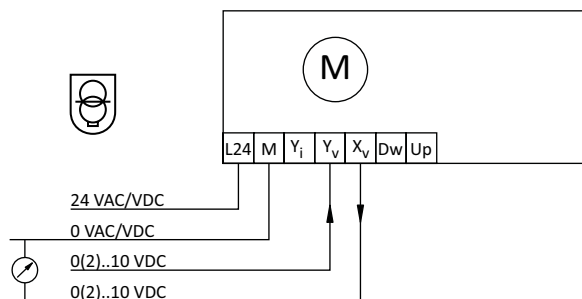 M
L24 M Yi Yv Xv Dw Up
24 VAC/VDC
0 VAC/VDC
0(2)..10 VDC
0(2)..10 VDC